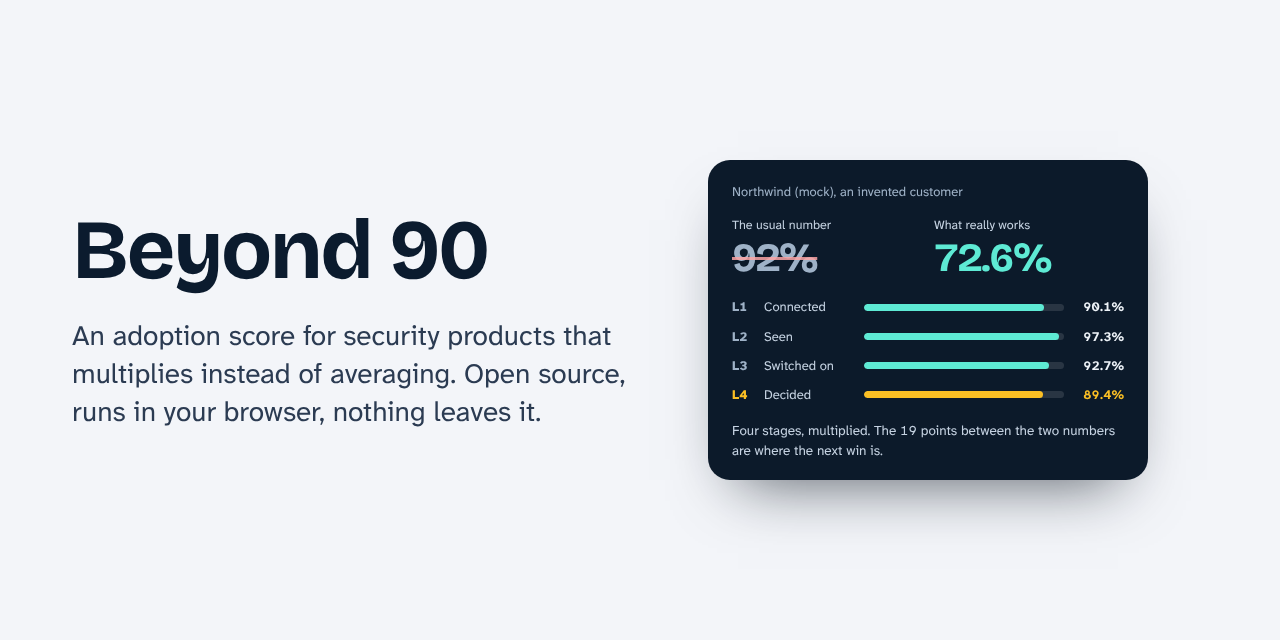 Beyond 90
An adoption score for security products that
multiplies instead of averaging. Open source,
runs in your browser, nothing leaves it.
Northwind (mock), an invented customer
The usual number
92%
What really works
72.6%
L1 Connected 90.1%
L2 Seen 97.3%
L3 Switched on 92.7%
L4 Decided 89.4%
Four stages, multiplied. The 19 points between the two numbers
are where the next win is.